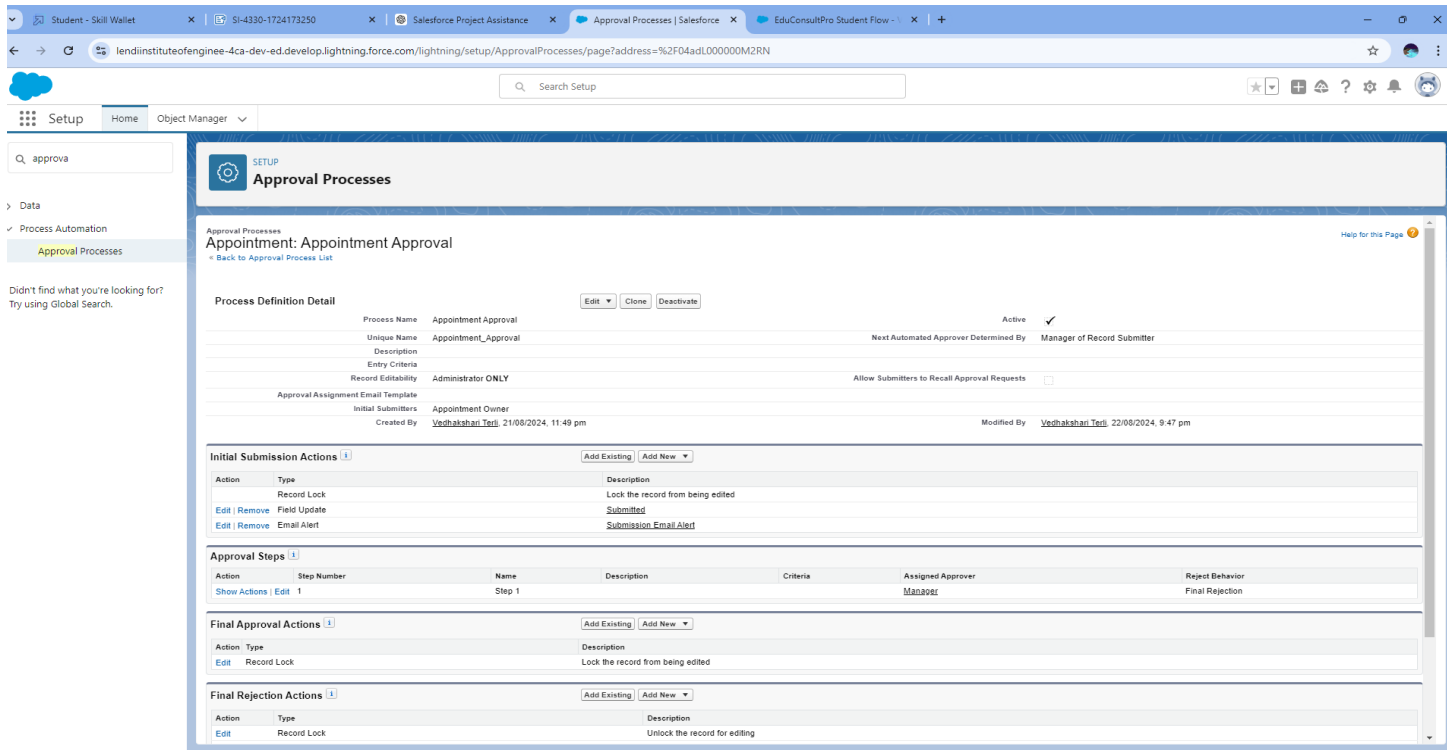 Student - Skill Wallet
SI-4330-1724173250
Salesforce Project Assistance
Approval Processes | Salesforce
EduConsultPro Student Flow -
lendiinstituteofenginee-4ca-dev-ed.develop.lightning.force.com/lightning/setup/ApprovalProcesses/page?address=%2F04adL000000M2RN
Search Setup
Setup Home Object Manager
approva
Data
Process Automation
Approval Processes
Didn't find what you're looking for?
Try using Global Search.
SETUP
Approval Processes
Approval Processes
Appointment: Appointment Approval
« Back to Approval Process List
Help for this Page
Process Definition Detail Edit Clone Deactivate
Process Name Appointment Approval Active
Unique Name Appointment_Approval Next Automated Approver Determined By Manager of Record Submitter
Description
Entry Criteria
Record Editability Administrator ONLY Allow Submitters to Recall Approval Requests
Approval Assignment Email Template
Initial Submitters Appointment Owner
Created By Vedhakshari Terli, 21/08/2024, 11:49 pm Modified By Vedhakshari Terli, 22/08/2024, 9:47 pm
Initial Submission Actions i Add Existing Add New
Action Type Description
Record Lock Lock the record from being edited
Edit | Remove Field Update Submitted
Edit | Remove Email Alert Submission Email Alert
Approval Steps i
Action Step Number Name Description Criteria Assigned Approver Reject Behavior
Show Actions | Edit 1 Step 1 Manager Final Rejection
Final Approval Actions i Add Existing Add New
Action Type Description
Edit Record Lock Lock the record from being edited
Final Rejection Actions i Add Existing Add New
Action Type Description
Edit Record Lock Unlock the record for editing